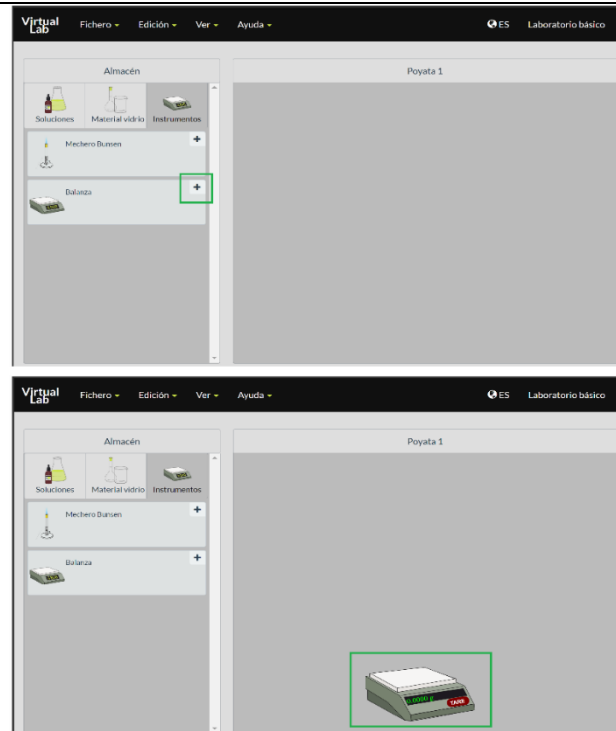 Virtual Lab Fichero Edición Ver Ayuda ES Laboratorio básico
Almacén Poyata 1
Soluciones Material vidrio Instrumentos
Mechero Bunsen +
Balanza +
Virtual Lab Fichero Edición Ver Ayuda ES Laboratorio básico
Almacén Poyata 1
Soluciones Material vidrio Instrumentos
Mechero Bunsen +
Balanza +
0.0000 g TARE